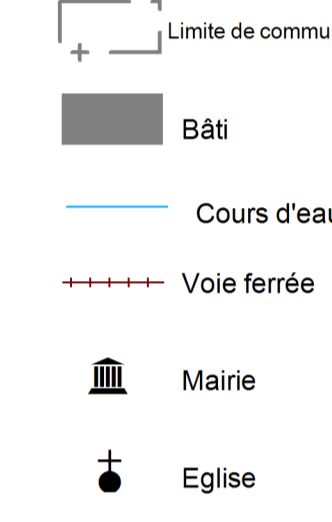 Limite de commu
Bâti
Cours d'eau
Voie ferrée
Mairie
Eglise